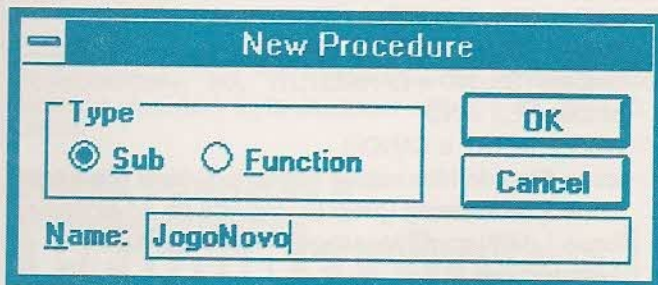 New Procedure
Type
Sub Function
OK
Cancel
Name: JogoNovo